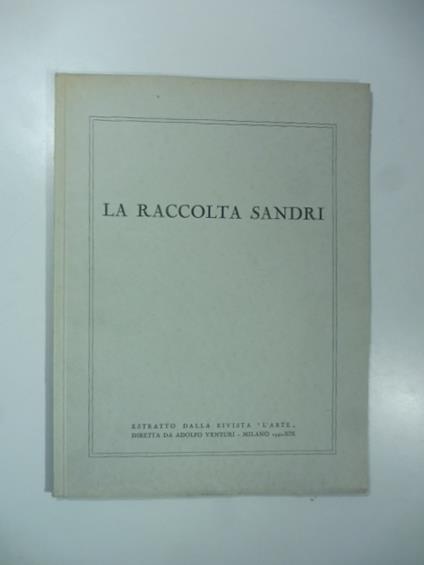 LA RACCOLTA SANDRI
ESTRATTO DALLA RIVISTA "L'ARTE„
DIRETTA DA ADOLFO VENTURI - MILANO